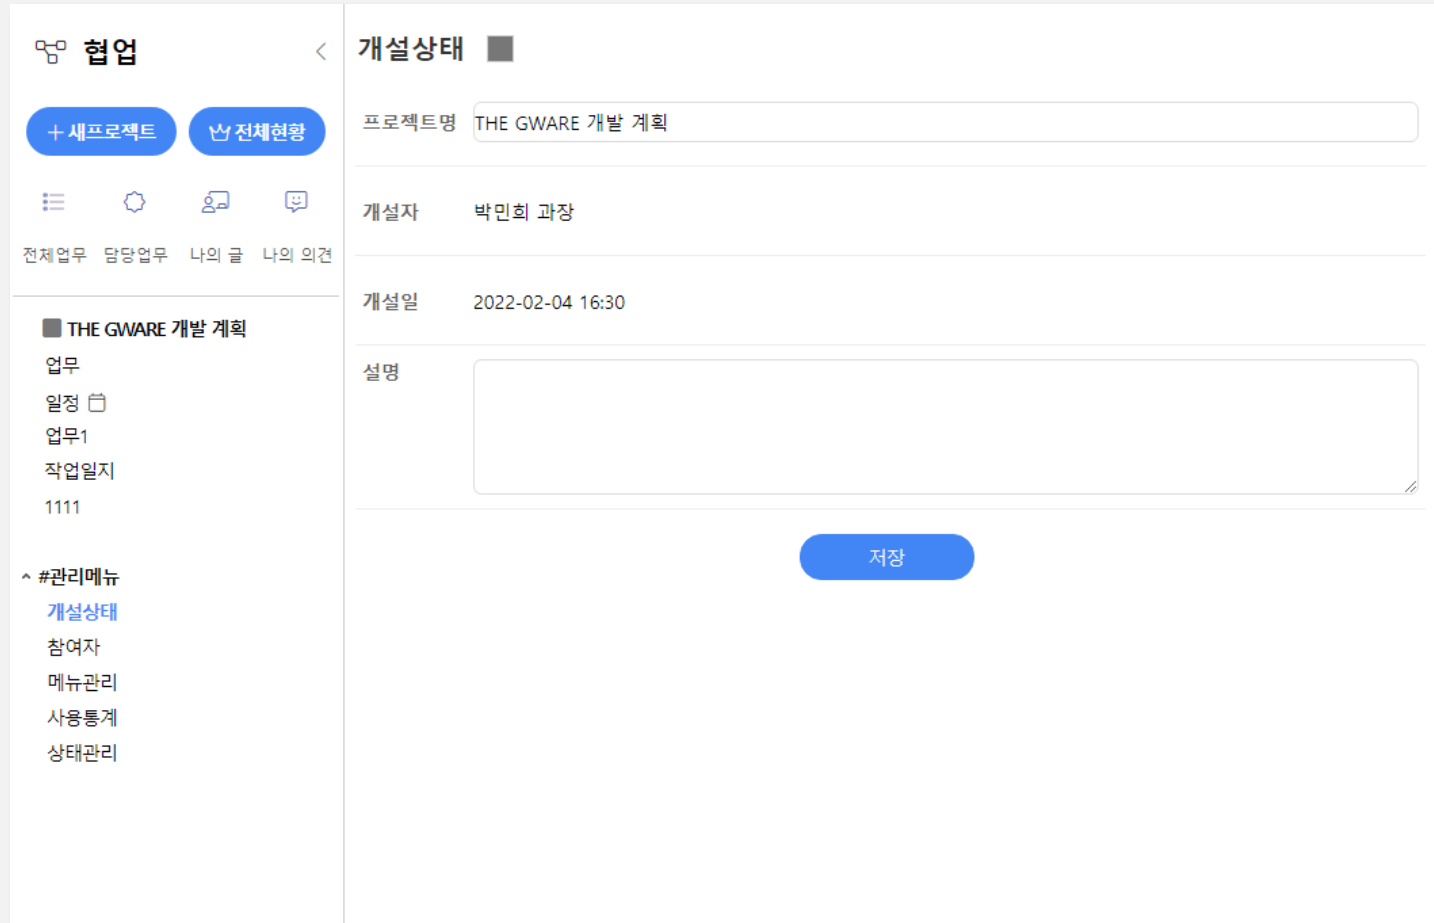 협업
새프로젝트
전체현황
전체업무 담당업무 나의 글 나의 의견
THE GWARE 개발 계획
업무
일정
업무1
작업일지
1111
#관리메뉴
개설상태
참여자
메뉴관리
사용통계
상태관리
개설상태
프로젝트명 THE GWARE 개발 계획
개설자 박민희 과장
개설일 2022-02-04 16:30
설명
저장